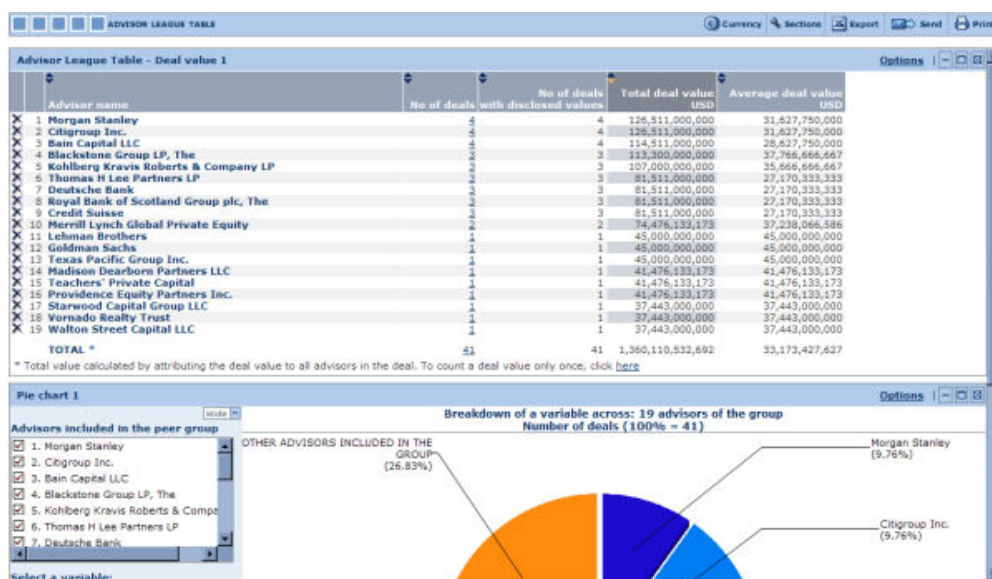 ADVISOR LEAGUE TABLE Currency Sections Export Send Print
Advisor League Table - Deal value 1 Options
Advisor name No of deals No of deals with disclosed values Total deal value USD Average deal value USD
1 Morgan Stanley 4 4 126,511,000,000 31,627,750,000
2 Citigroup Inc. 4 4 126,511,000,000 31,627,750,000
3 Bain Capital LLC 4 4 114,511,000,000 28,627,750,000
4 Blackstone Group LP, The 3 3 113,300,000,000 37,766,666,667
5 Kohlberg Kravis Roberts & Company LP 3 3 107,000,000,000 35,666,666,667
6 Thomas H Lee Partners LP 3 3 81,511,000,000 27,170,333,333
7 Deutsche Bank 3 3 81,511,000,000 27,170,333,333
8 Royal Bank of Scotland Group plc, The 3 3 81,511,000,000 27,170,333,333
9 Credit Suisse 3 3 81,511,000,000 27,170,333,333
10 Merrill Lynch Global Private Equity 2 2 74,476,133,173 37,238,066,586
11 Lehman Brothers 1 1 45,000,000,000 45,000,000,000
12 Goldman Sachs 1 1 45,000,000,000 45,000,000,000
13 Texas Pacific Group Inc. 1 1 45,000,000,000 45,000,000,000
14 Madison Dearborn Partners LLC 1 1 41,476,133,173 41,476,133,173
15 Teachers' Private Capital 1 1 41,476,133,173 41,476,133,173
16 Providence Equity Partners Inc. 1 1 41,476,133,173 41,476,133,173
17 Starwood Capital Group LLC 1 1 37,443,000,000 37,443,000,000
18 Vornado Realty Trust 1 1 37,443,000,000 37,443,000,000
19 Walton Street Capital LLC 1 1 37,443,000,000 37,443,000,000
TOTAL * 41 41 1,360,110,532,692 33,173,427,627
* Total value calculated by attributing the deal value to all advisors in the deal. To count a deal value only once, click here
Pie chart 1 Options
Hide
Advisors included in the peer group
1. Morgan Stanley
2. Citigroup Inc.
3. Bain Capital LLC
4. Blackstone Group LP, The
5. Kohlberg Kravis Roberts & Compa
6. Thomas H Lee Partners LP
7. Deutsche Bank
Select a variable:
Breakdown of a variable across: 19 advisors of the group
Number of deals (100% = 41)
OTHER ADVISORS INCLUDED IN THE
GROUP
(26.83%)
Morgan Stanley
(9.76%)
Citigroup Inc.
(9.76%)